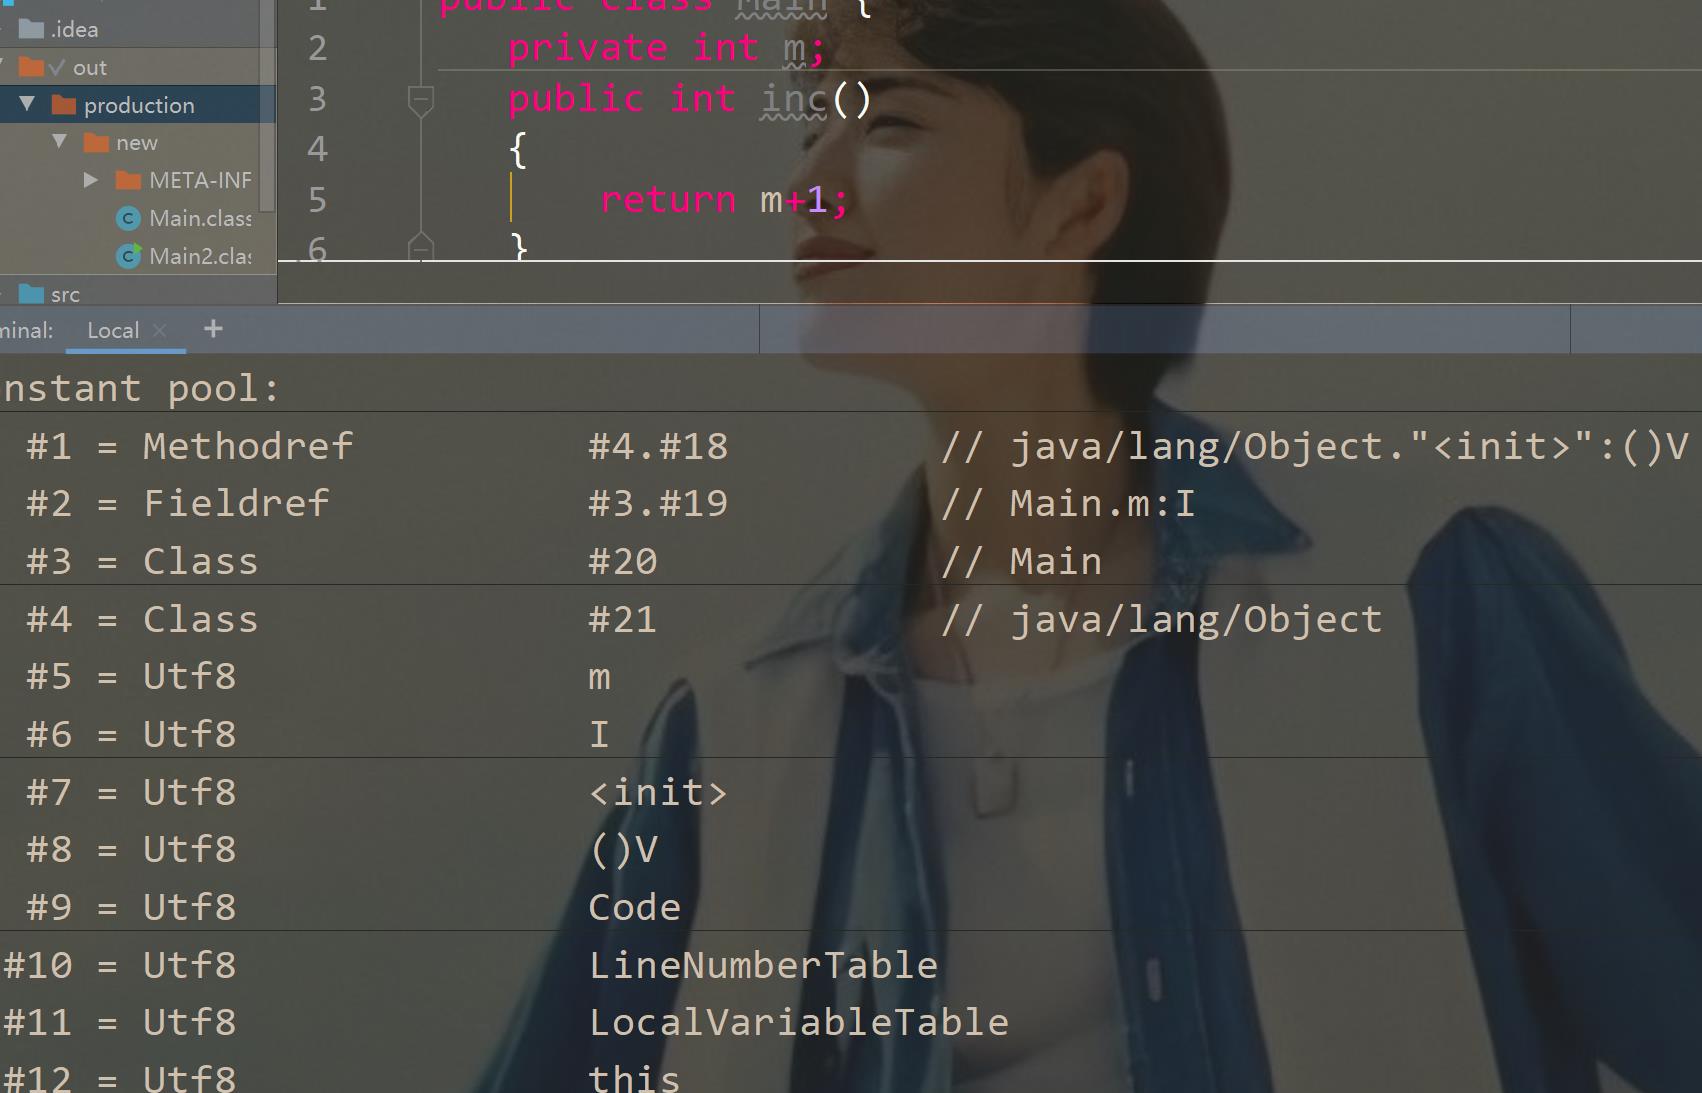 .idea
out
production
new
META-INF
Main.class
Main2.clas
src
1 public class Main {
2 private int m;
3 public int inc()
4 {
5 return m+1;
6 }
minal: Local × +
nstant pool:
#1 = Methodref #4.#18 // java/lang/Object."<init>":()V
#2 = Fieldref #3.#19 // Main.m:I
#3 = Class #20 // Main
#4 = Class #21 // java/lang/Object
#5 = Utf8 m
#6 = Utf8 I
#7 = Utf8 <init>
#8 = Utf8 ()V
#9 = Utf8 Code
#10 = Utf8 LineNumberTable
#11 = Utf8 LocalVariableTable
#12 = Utf8 this